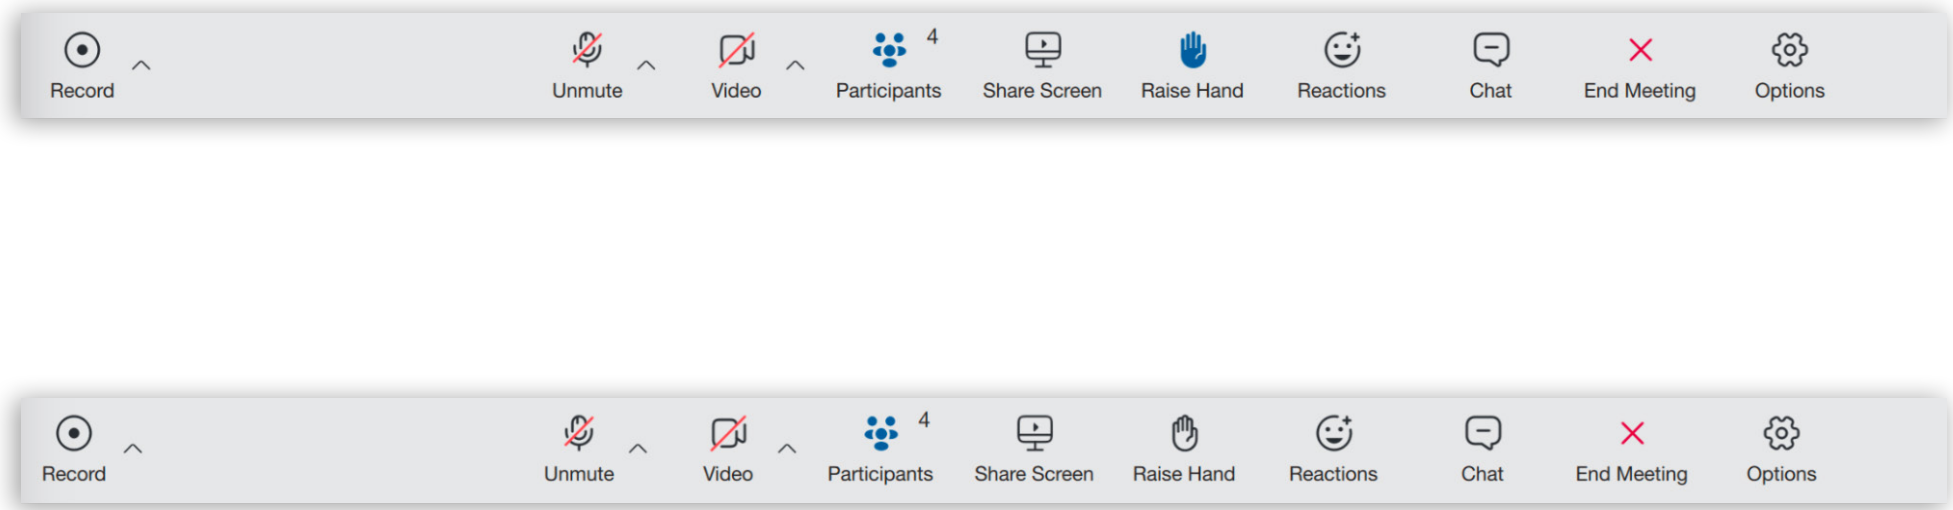 4
Record Unmute Video Participants Share Screen Raise Hand Reactions Chat End Meeting Options
4
Record Unmute Video Participants Share Screen Raise Hand Reactions Chat End Meeting Options